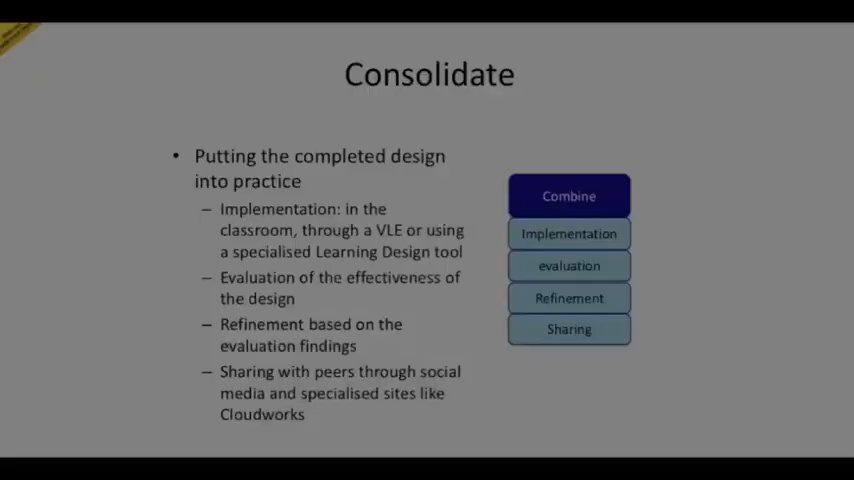 Consolidate
• Putting the completed design
into practice
– Implementation: in the
classroom, through a VLE or using
a specialised Learning Design tool
– Evaluation of the effectiveness of
the design
– Refinement based on the
evaluation findings
– Sharing with peers through social
media and specialised sites like
Cloudworks
Combine
Implementation
evaluation
Refinement
Sharing